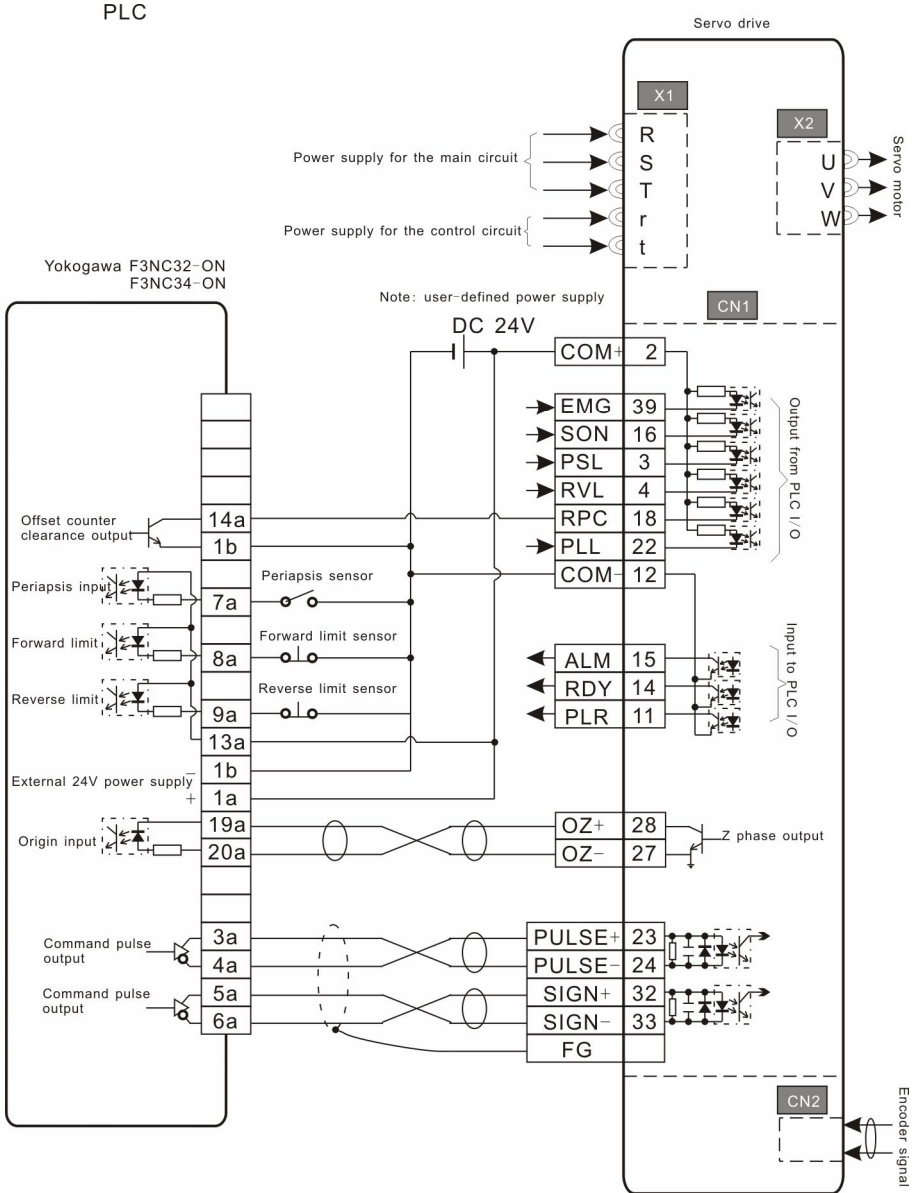 PLC
Servo drive
X1
X2
R
S
T
r
t
U
V
W
Servo motor
Power supply for the main circuit
Power supply for the control circuit
Yokogawa F3NC32-ON
F3NC34-ON
Note: user-defined power supply
DC 24V
CN1
COM+ 2
EMG 39
SON 16
PSL 3
RVL 4
RPC 18
PLL 22
COM- 12
Output from PLC I/O
ALM 15
RDY 14
PLR 11
Input to PLC I/O
Offset counter
clearance output
14a
1b
Periapsis input
7a
Periapsis sensor
Forward limit
8a
Forward limit sensor
Reverse limit
9a
Reverse limit sensor
13a
External 24V power supply
− 1b
+ 1a
Origin input
19a
20a
OZ+ 28
OZ- 27
Z phase output
Command pulse
output
3a
4a
Command pulse
output
5a
6a
PULSE+ 23
PULSE- 24
SIGN+ 32
SIGN- 33
FG
CN2
Encoder signal